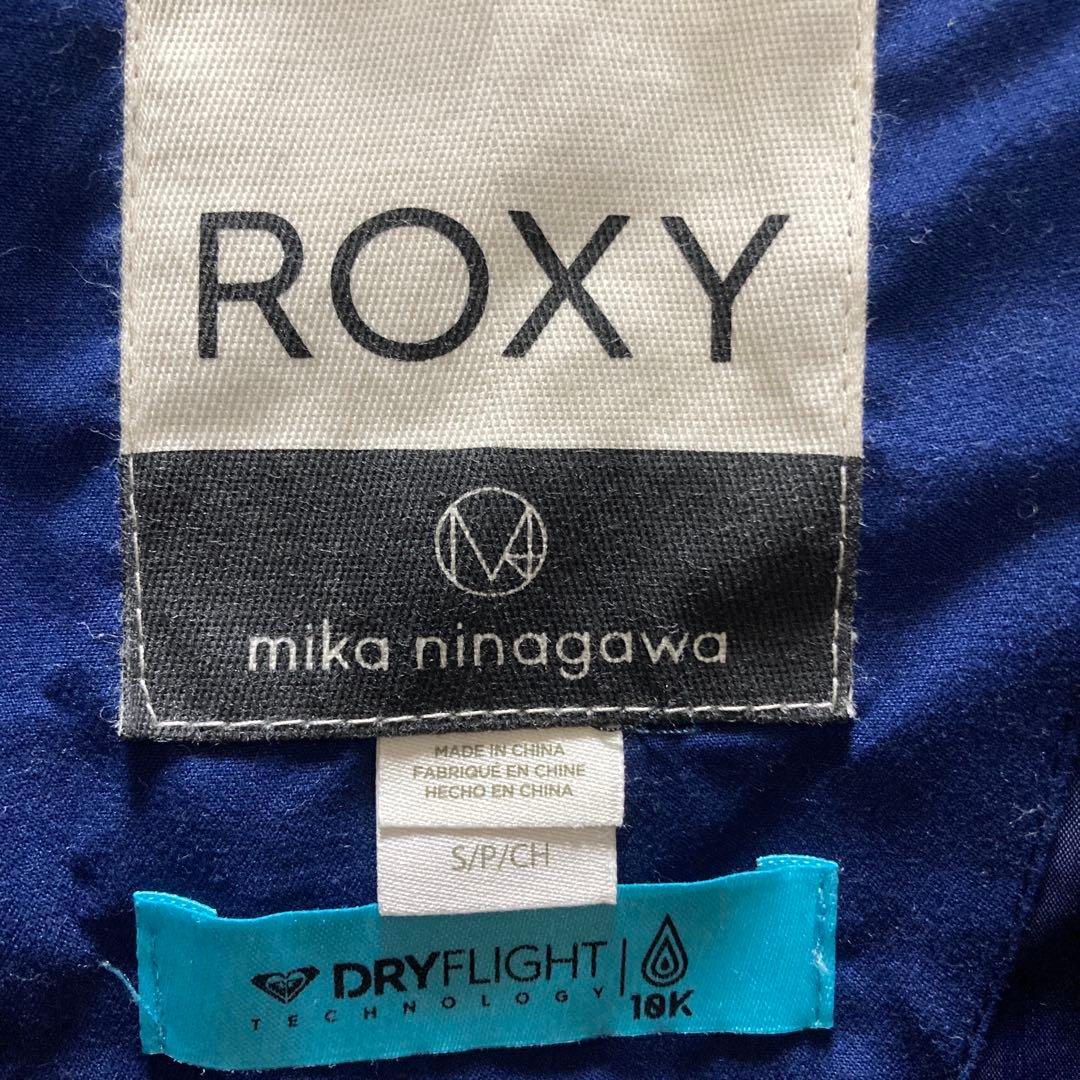 ROXY
M
mika ninagawa
MADE IN CHINA
FABRIQUÉ EN CHINE
HECHO EN CHINA
S/P/CH
DRYFLIGHT
TECHNOLOGY
10K